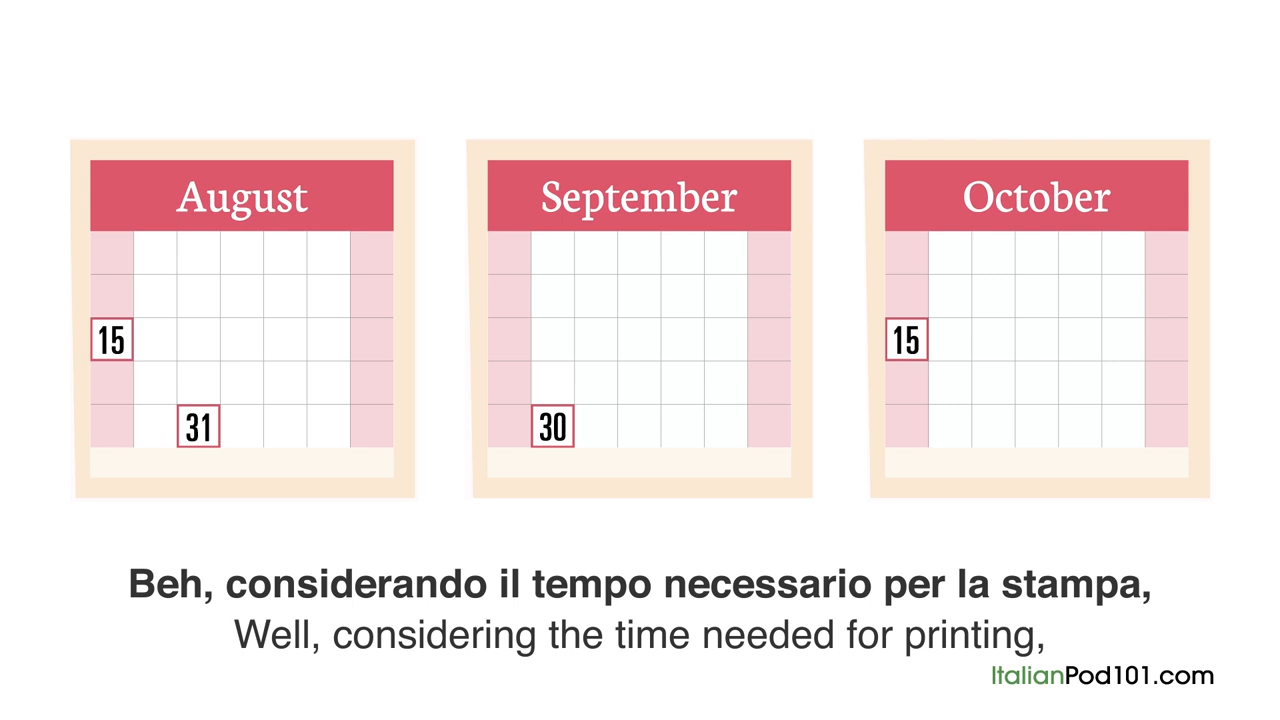 August
September
October
15
15
31
30
Beh, considerando il tempo necessario per la stampa,
Well, considering the time needed for printing,
ItalianPod101.com